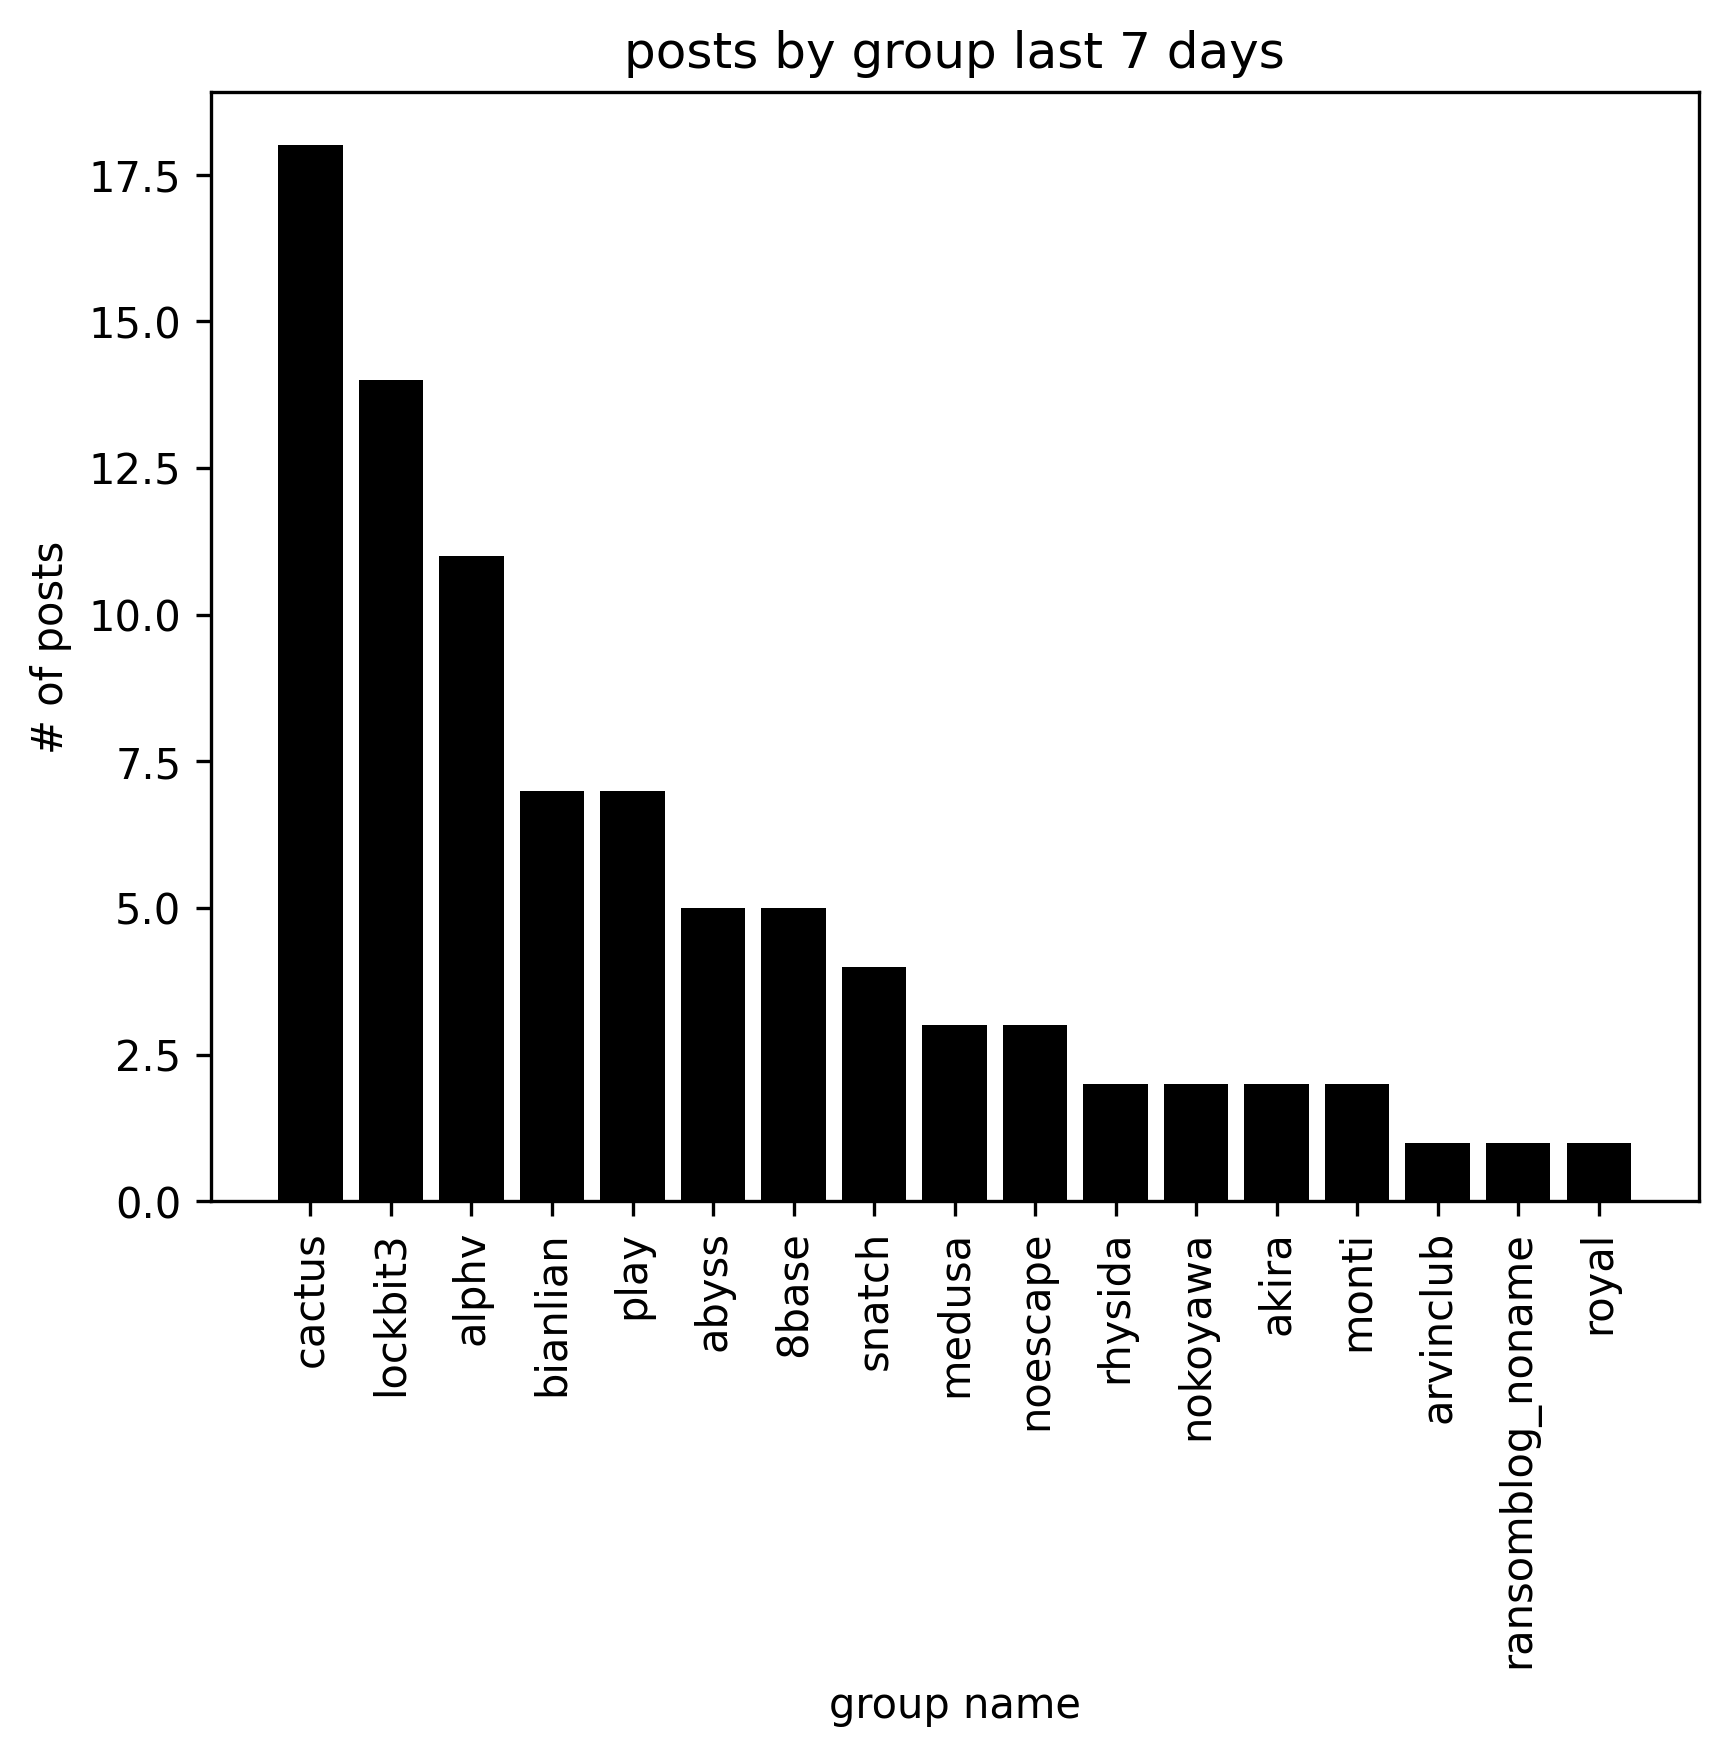 posts by group last 7 days
# of posts
17.5
15.0
12.5
10.0
7.5
5.0
2.5
0.0
cactus
lockbit3
alphv
bianlian
play
abyss
8base
snatch
medusa
noescape
rhysida
nokoyawa
akira
monti
arvinclub
ransomblog_noname
royal
group name